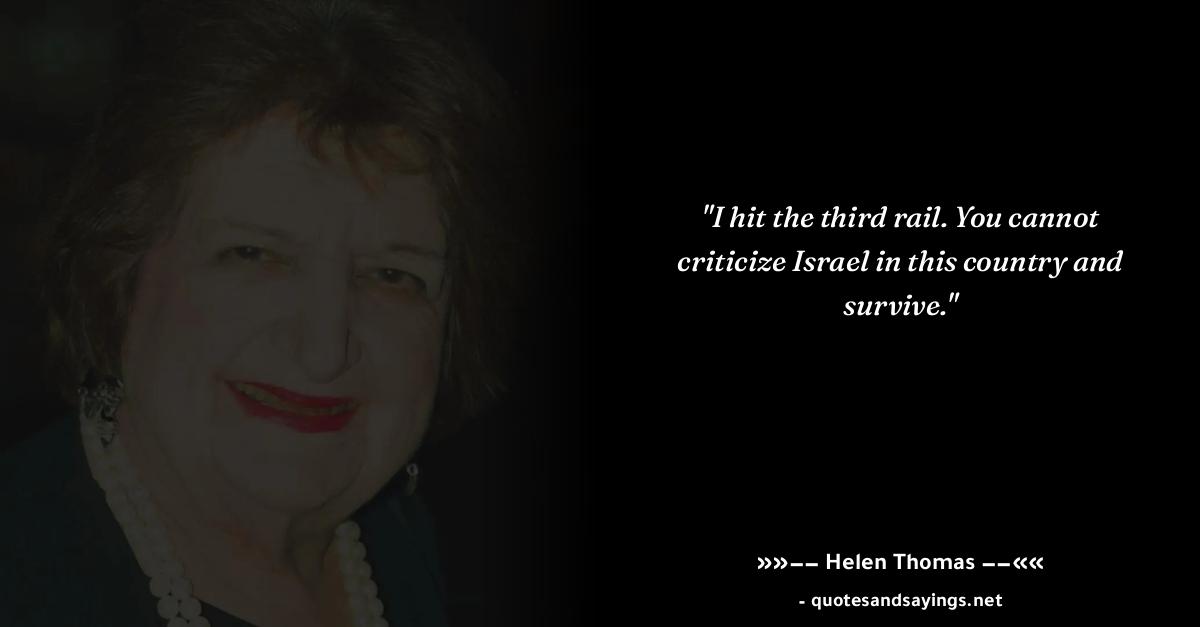 "I hit the third rail. You cannot
criticize Israel in this country and
survive."
»»−− Helen Thomas −−««
- quotesandsayings.net